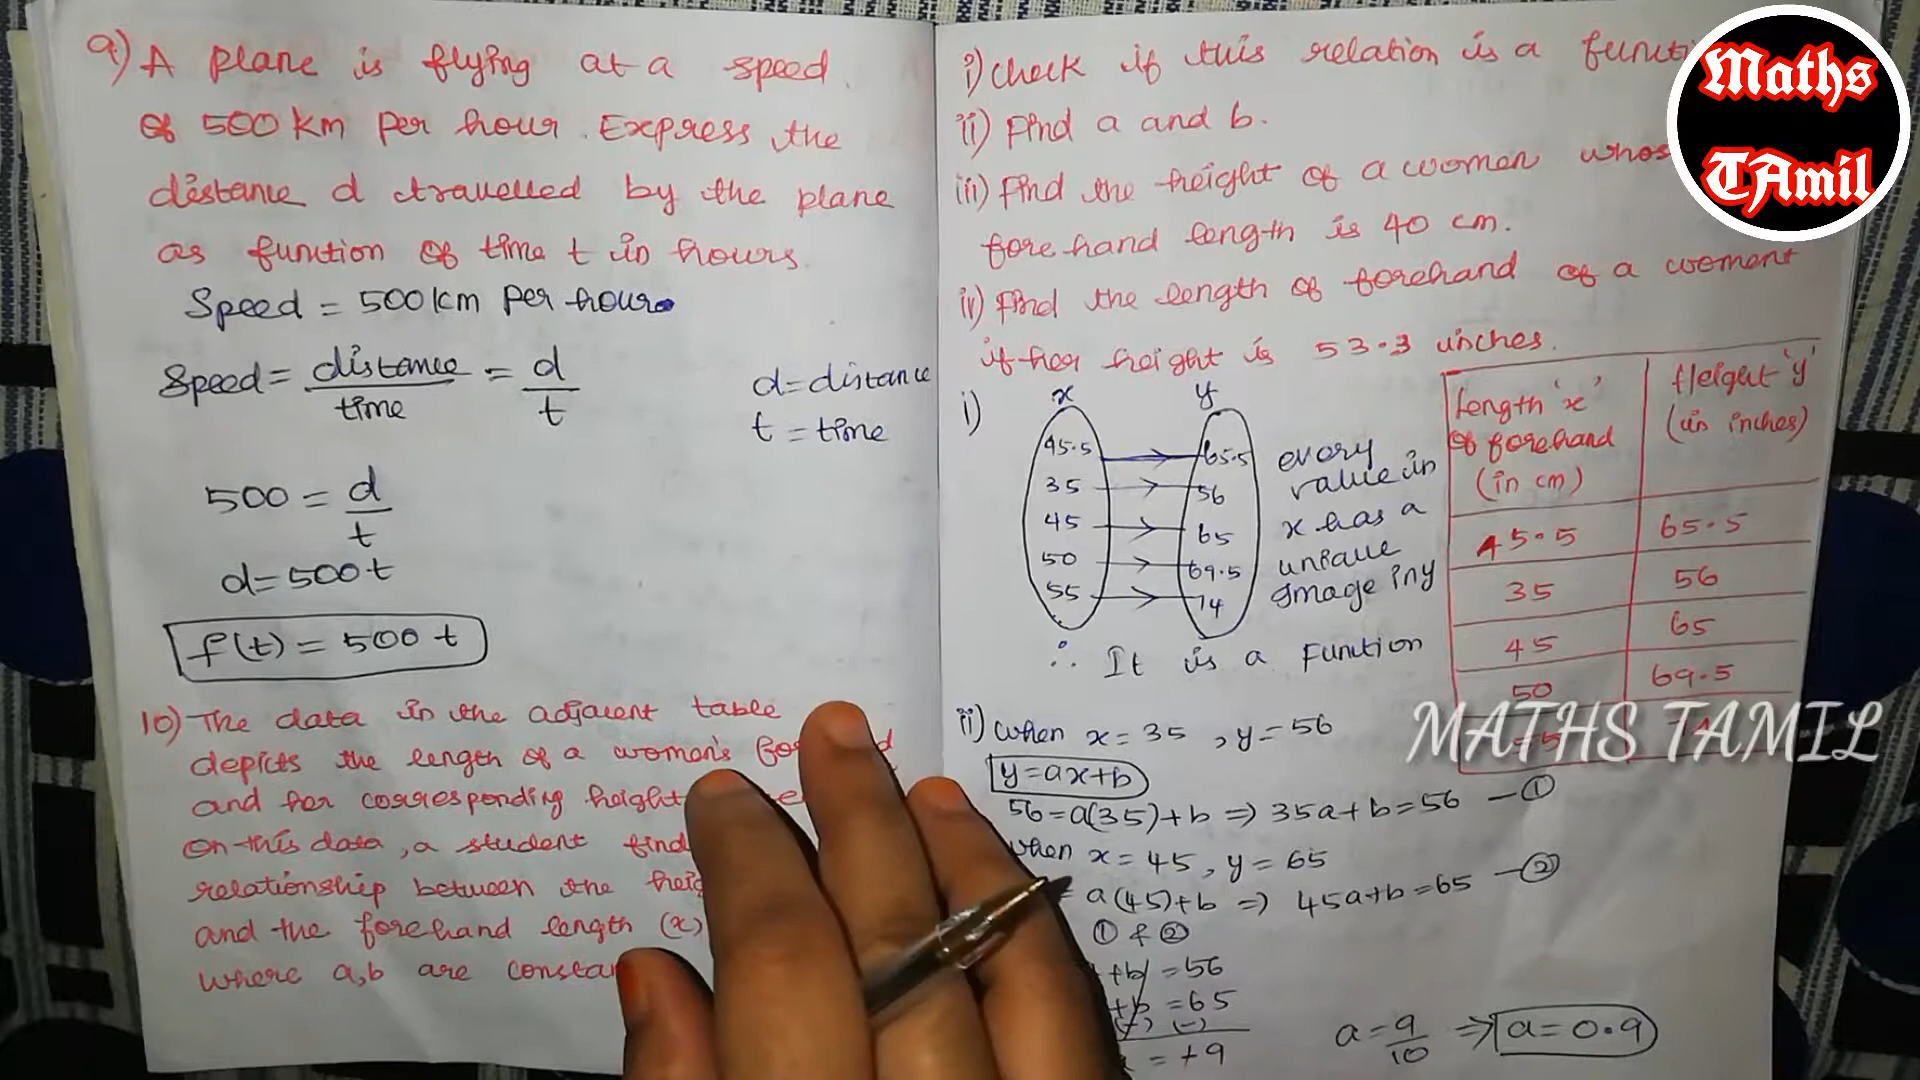 9) A plane is flying at a speed.
of 500 km per hour. Express the
distance d travelled by the plane
as function of time t in hours.
Speed = 500 km per hour
Speed = distance/time = d/t
d = distance
t = time
500 = d/t
d = 500t
f(t) = 500 t
10) The data in the adjacent table
depicts the length of a woman's
and her corresponding height
on this data, a student find
relationship between the
and the forehand length (x)
where a,b are
i) check if this relation is a
ii) Find a and b.
iii) Find the height of a women
fore hand length is 40 cm.
iv) Find the length of forehand of a woment
if her height is 53.3 inches.
Length 'x' Height 'y'
of forehand (in inches)
(in cm)
45.5 65.5
35 56
45 65
50 69.5
i) x y
45.5 65.5
35 56
45 65
50 69.5
55 74
every
value in
x has a
unique
image in y
∴ It is a Function
ii) when x = 35, y = 56
y = ax+b
56 = a(35)+b ⇒ 35a+b = 56 — ①
when x = 45, y = 65
= a(45)+b ⇒ 45a+b = 65 — ②
① & ②
+b = 56
+b = 65
(-) (-)
= +9
a = 9/10 ⇒ a = 0.9
Maths
TAmil
MATHS TAMIL